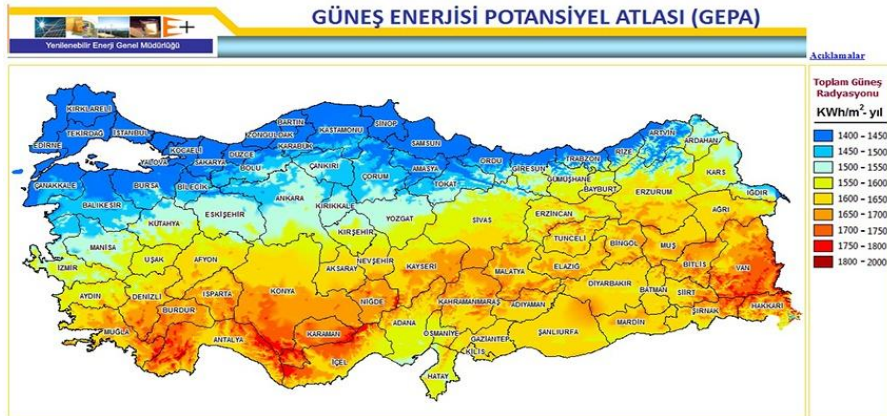 GÜNEŞ ENERJİSİ POTANSİYEL ATLASI (GEPA)
Yenilenebilir Enerji Genel Müdürlüğü
Açıklamalar
Toplam Güneş
Radyasyonu
KWh/m²-yıl
1400 - 1450
1450 - 1500
1500 - 1550
1550 - 1600
1600 - 1650
1650 - 1700
1700 - 1750
1750 - 1800
1800 - 2000
KIRKLARELİ
EDİRNE
TEKİRDAĞ
İSTANBUL
KOCAELİ
YALOVA
SAKARYA
DÜZCE
BOLU
ZONGULDAK
BARTIN
KARABÜK
KASTAMONU
SİNOP
SAMSUN
ORDU
GİRESUN
TRABZON
RİZE
ARTVİN
ARDAHAN
KARS
IĞDIR
ÇANAKKALE
BALIKESİR
BURSA
BİLECİK
ÇANKIRI
ÇORUM
AMASYA
TOKAT
GÜMÜŞHANE
BAYBURT
ERZURUM
AĞRI
KÜTAHYA
ESKİŞEHİR
ANKARA
KIRIKKALE
YOZGAT
SİVAS
ERZİNCAN
TUNCELİ
BİNGÖL
MUŞ
BİTLİS
VAN
MANİSA
İZMİR
UŞAK
AFYON
KIRŞEHİR
NEVŞEHİR
AKSARAY
KAYSERİ
MALATYA
ELAZIĞ
DİYARBAKIR
BATMAN
SİİRT
ŞIRNAK
HAKKARİ
AYDIN
DENİZLİ
ISPARTA
BURDUR
KONYA
NİĞDE
KAHRAMANMARAŞ
ADIYAMAN
ŞANLIURFA
MARDİN
MUĞLA
ANTALYA
KARAMAN
İÇEL
ADANA
OSMANİYE
GAZİANTEP
KİLİS
HATAY